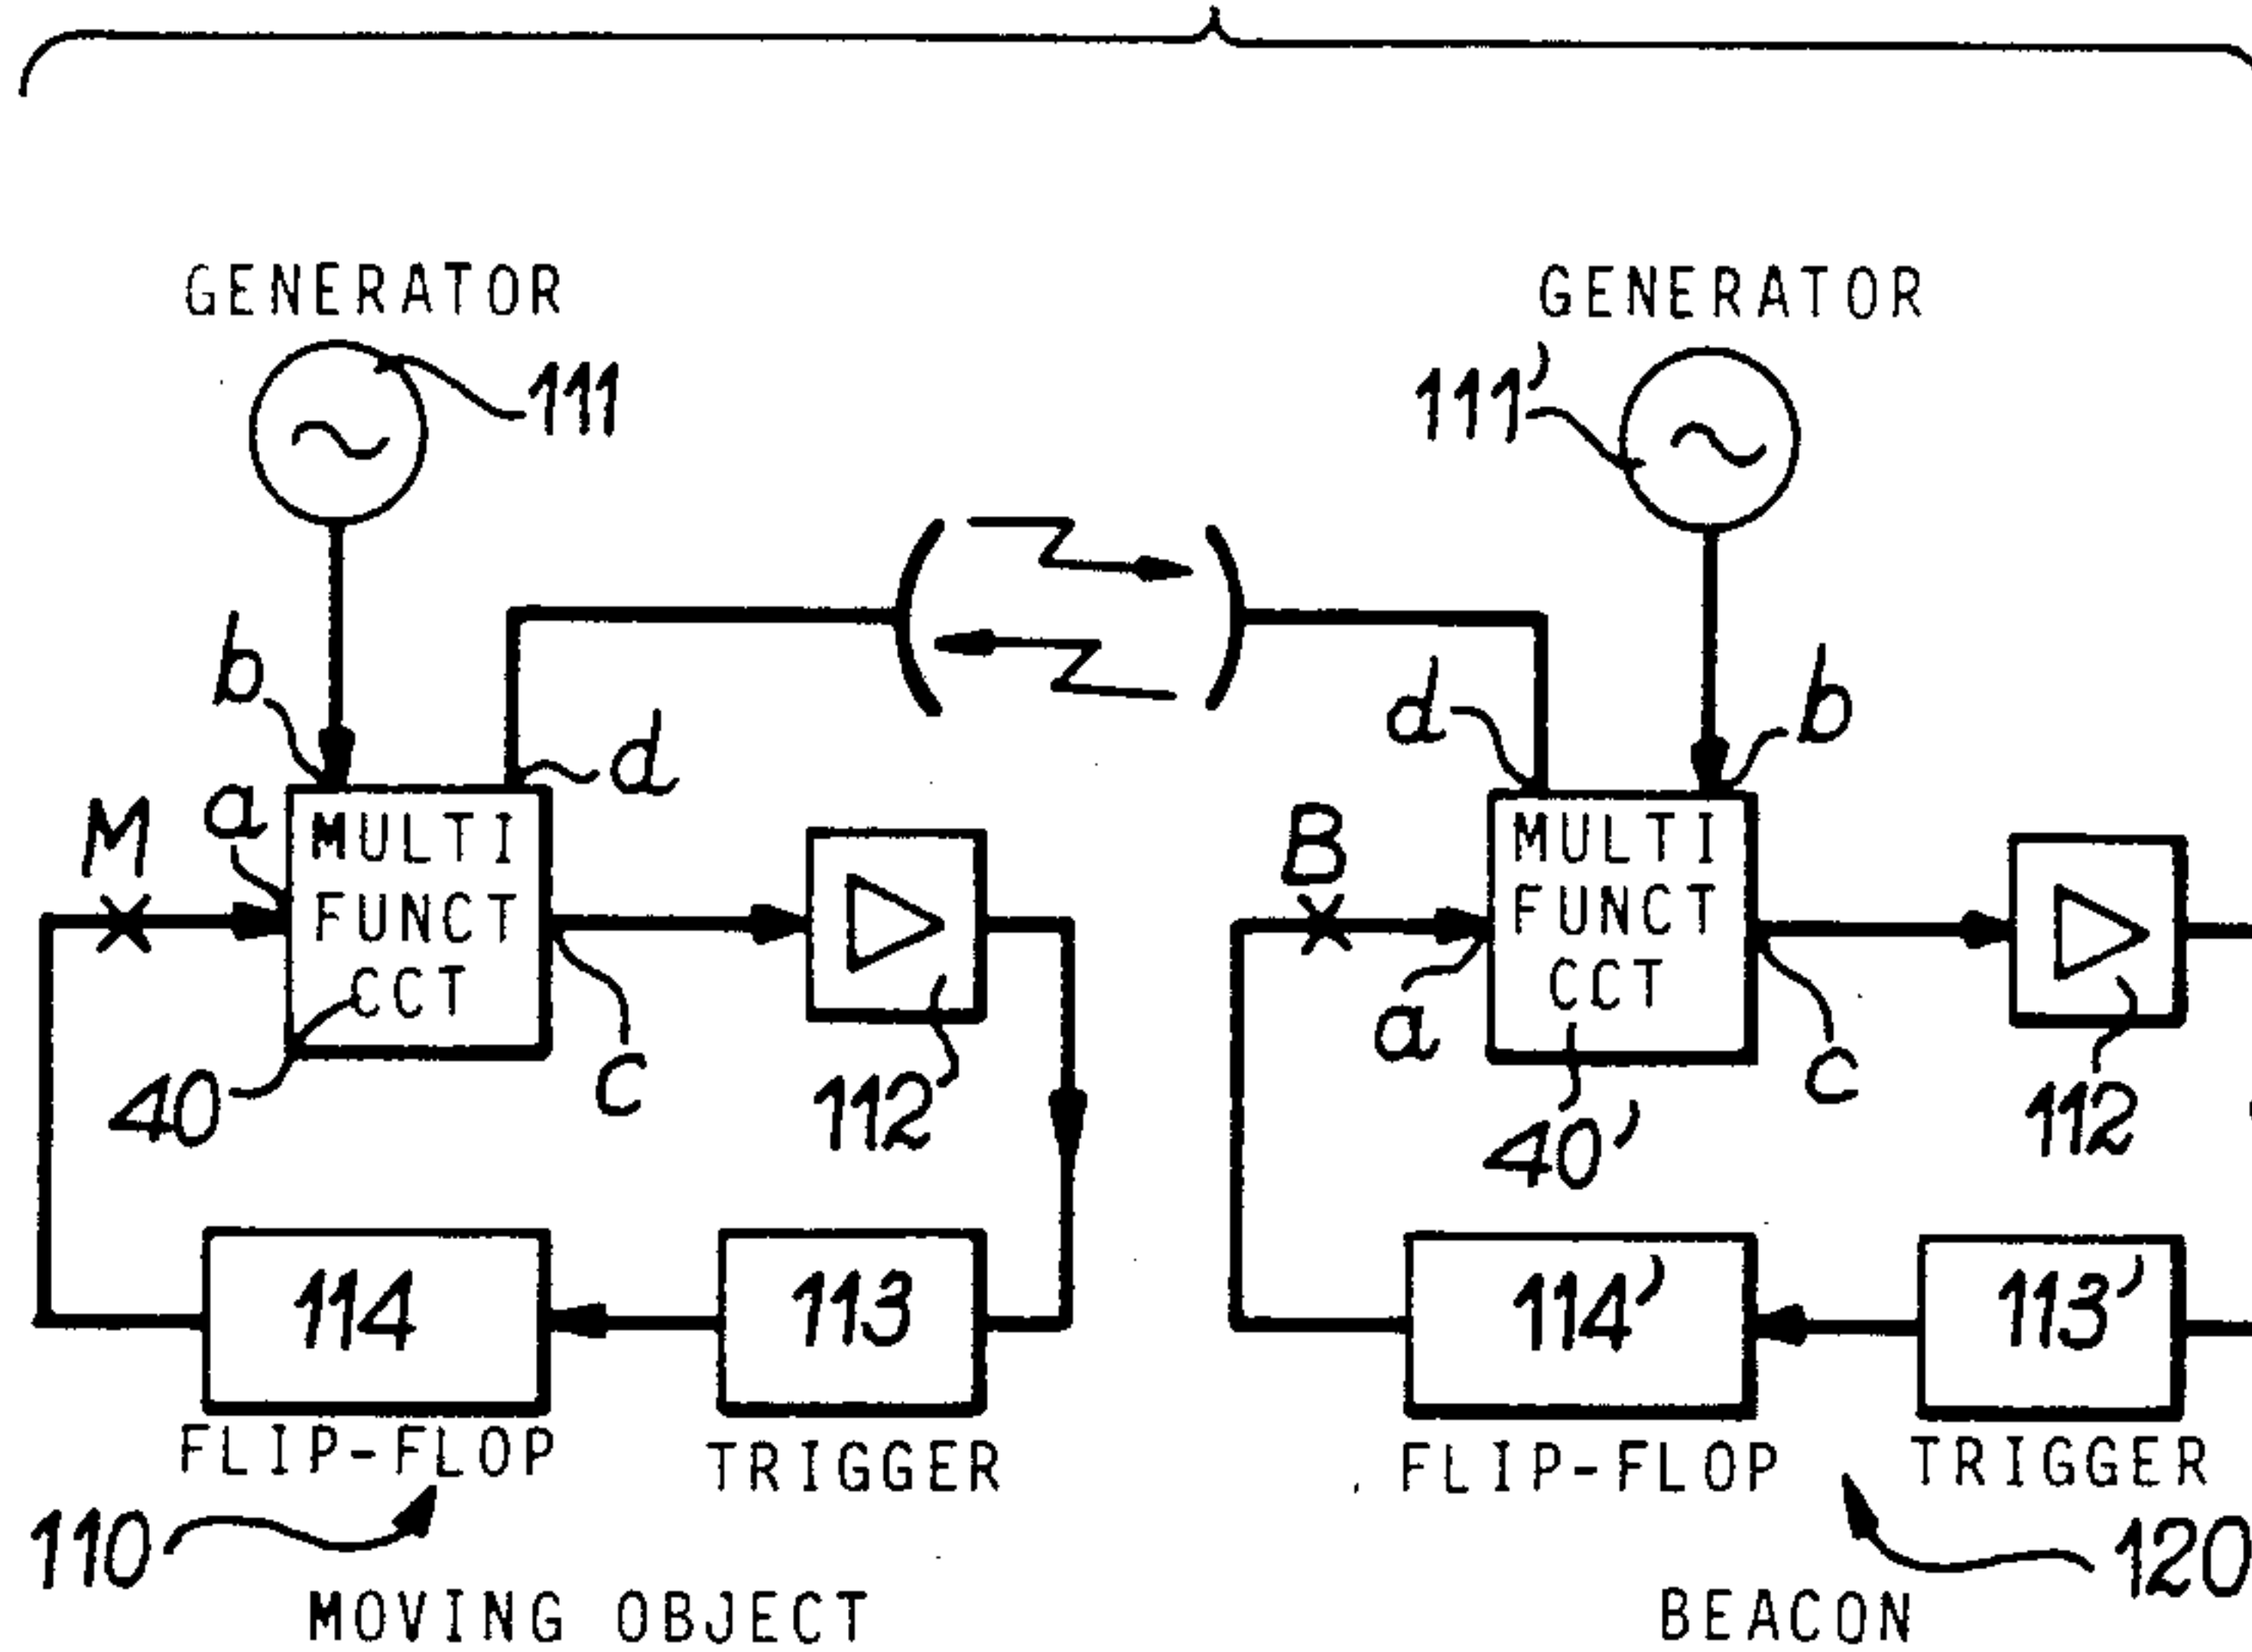 GENERATOR
GENERATOR
111
111'
b
d
d
b
M
a
MULTI
FUNCT
CCT
B
a
MULTI
FUNCT
CCT
40
c
112'
40'
c
112
114
113
114'
113'
FLIP-FLOP
TRIGGER
FLIP-FLOP
TRIGGER
110
120
MOVING OBJECT
BEACON